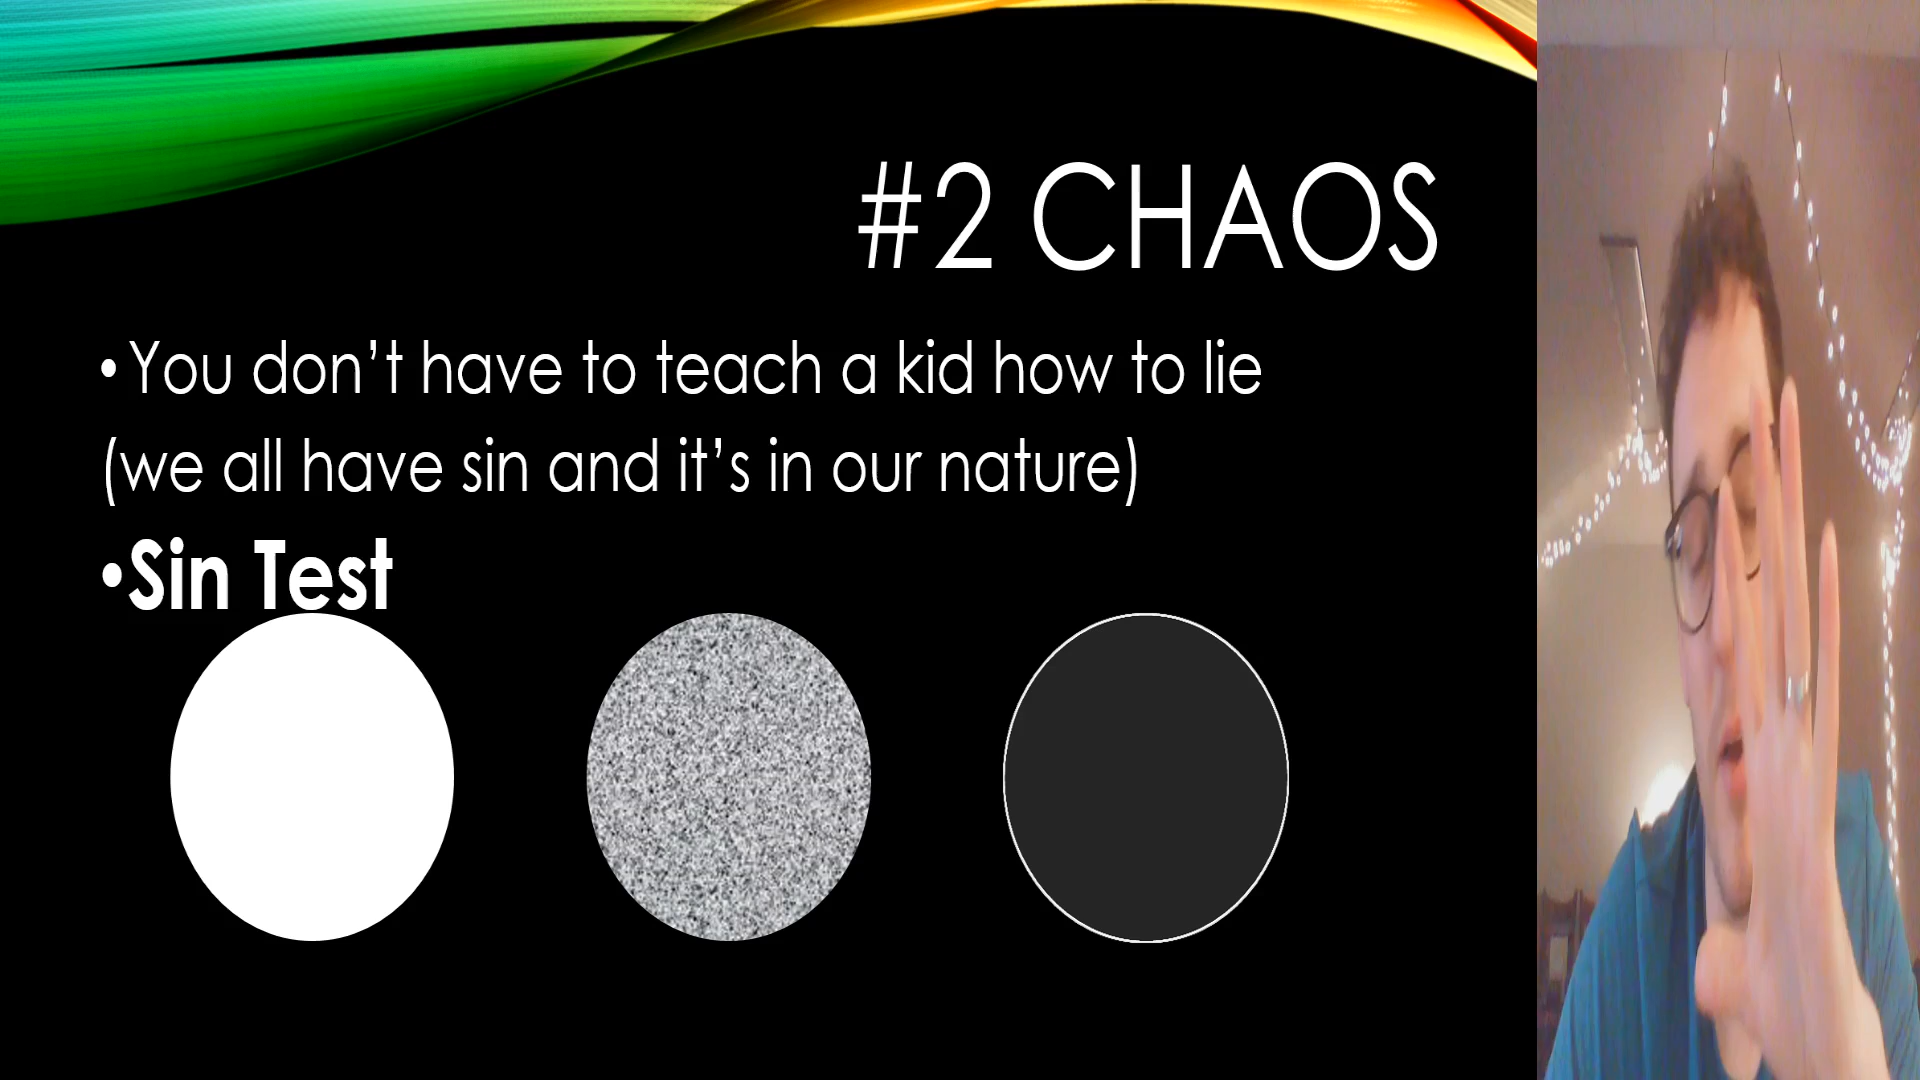 #2 CHAOS
•You don’t have to teach a kid how to lie
(we all have sin and it’s in our nature)
•Sin Test